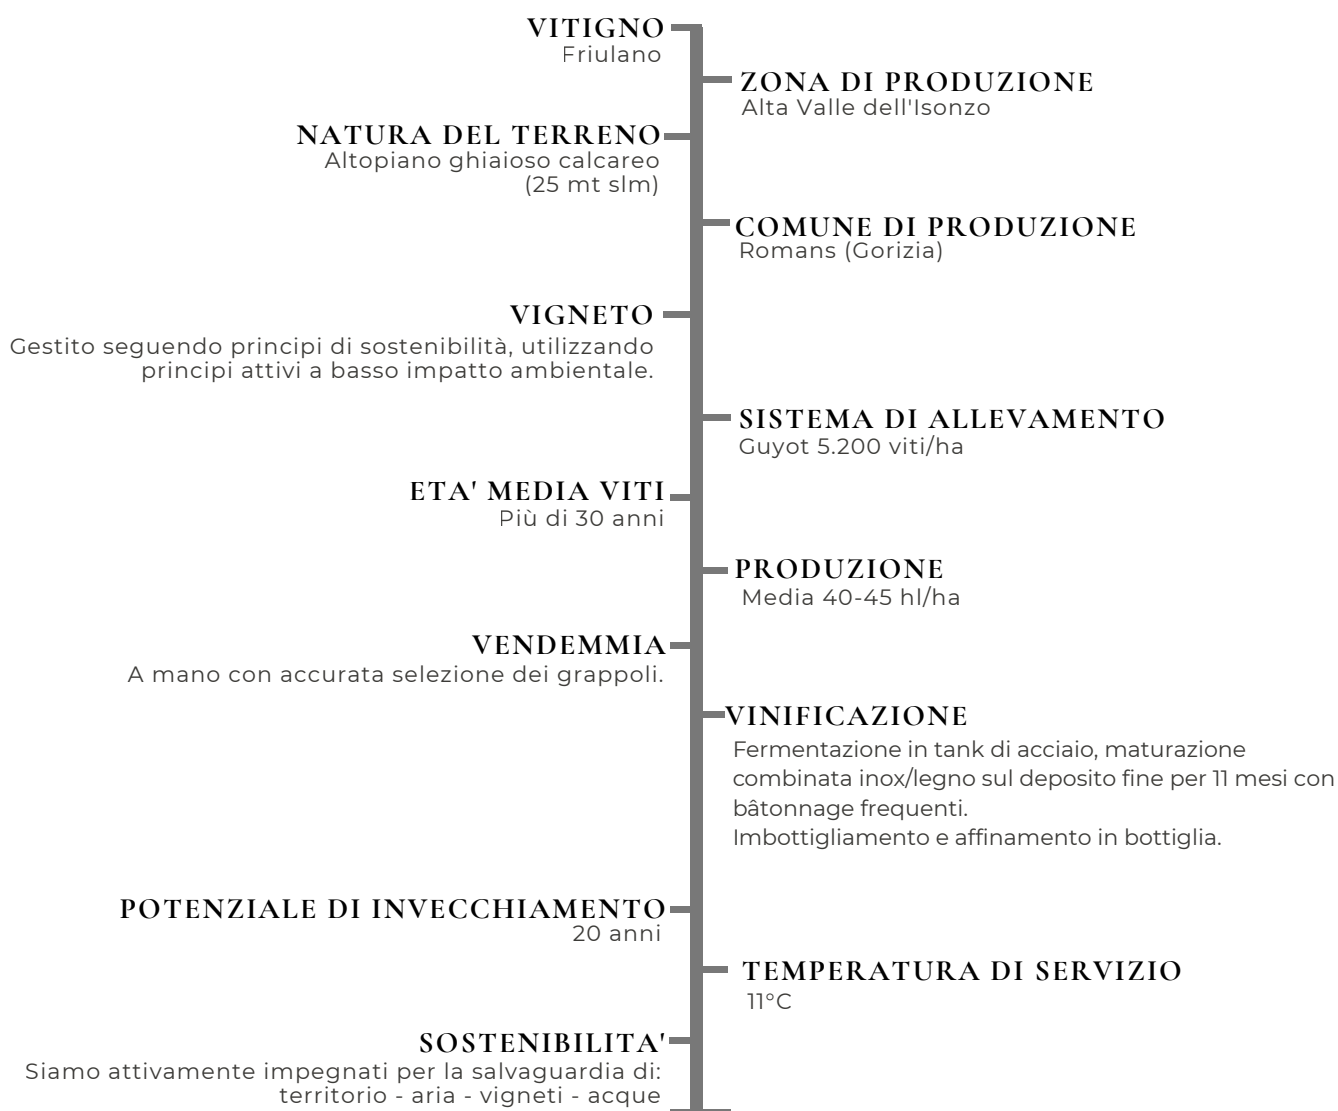 VITIGNO
Friulano
ZONA DI PRODUZIONE
Alta Valle dell'Isonzo
NATURA DEL TERRENO
Altopiano ghiaioso calcareo
(25 mt slm)
COMUNE DI PRODUZIONE
Romans (Gorizia)
VIGNETO
Gestito seguendo principi di sostenibilità, utilizzando
principi attivi a basso impatto ambientale.
SISTEMA DI ALLEVAMENTO
Guyot 5.200 viti/ha
ETA' MEDIA VITI
Più di 30 anni
PRODUZIONE
Media 40-45 hl/ha
VENDEMMIA
A mano con accurata selezione dei grappoli.
VINIFICAZIONE
Fermentazione in tank di acciaio, maturazione
combinata inox/legno sul deposito fine per 11 mesi con
bâtonnage frequenti.
Imbottigliamento e affinamento in bottiglia.
POTENZIALE DI INVECCHIAMENTO
20 anni
TEMPERATURA DI SERVIZIO
11°C
SOSTENIBILITA'
Siamo attivamente impegnati per la salvaguardia di:
territorio - aria - vigneti - acque